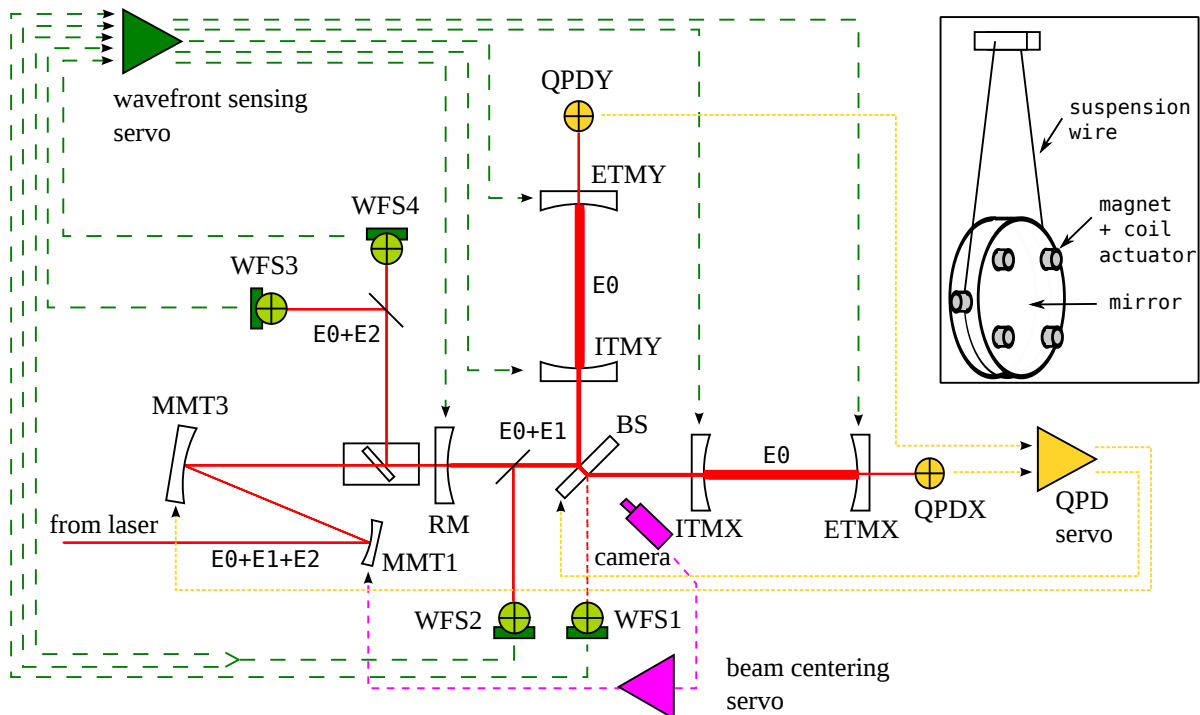 wavefront sensing
servo
QPDY
ETMY
WFS4
WFS3
E0
E0+E2
ITMY
MMT3
E0+E1
BS
E0
from laser
RM
ITMX
ETMX
QPDX
QPD
servo
E0+E1+E2
MMT1
camera
WFS2
WFS1
beam centering
servo
suspension
wire
magnet
+ coil
actuator
mirror